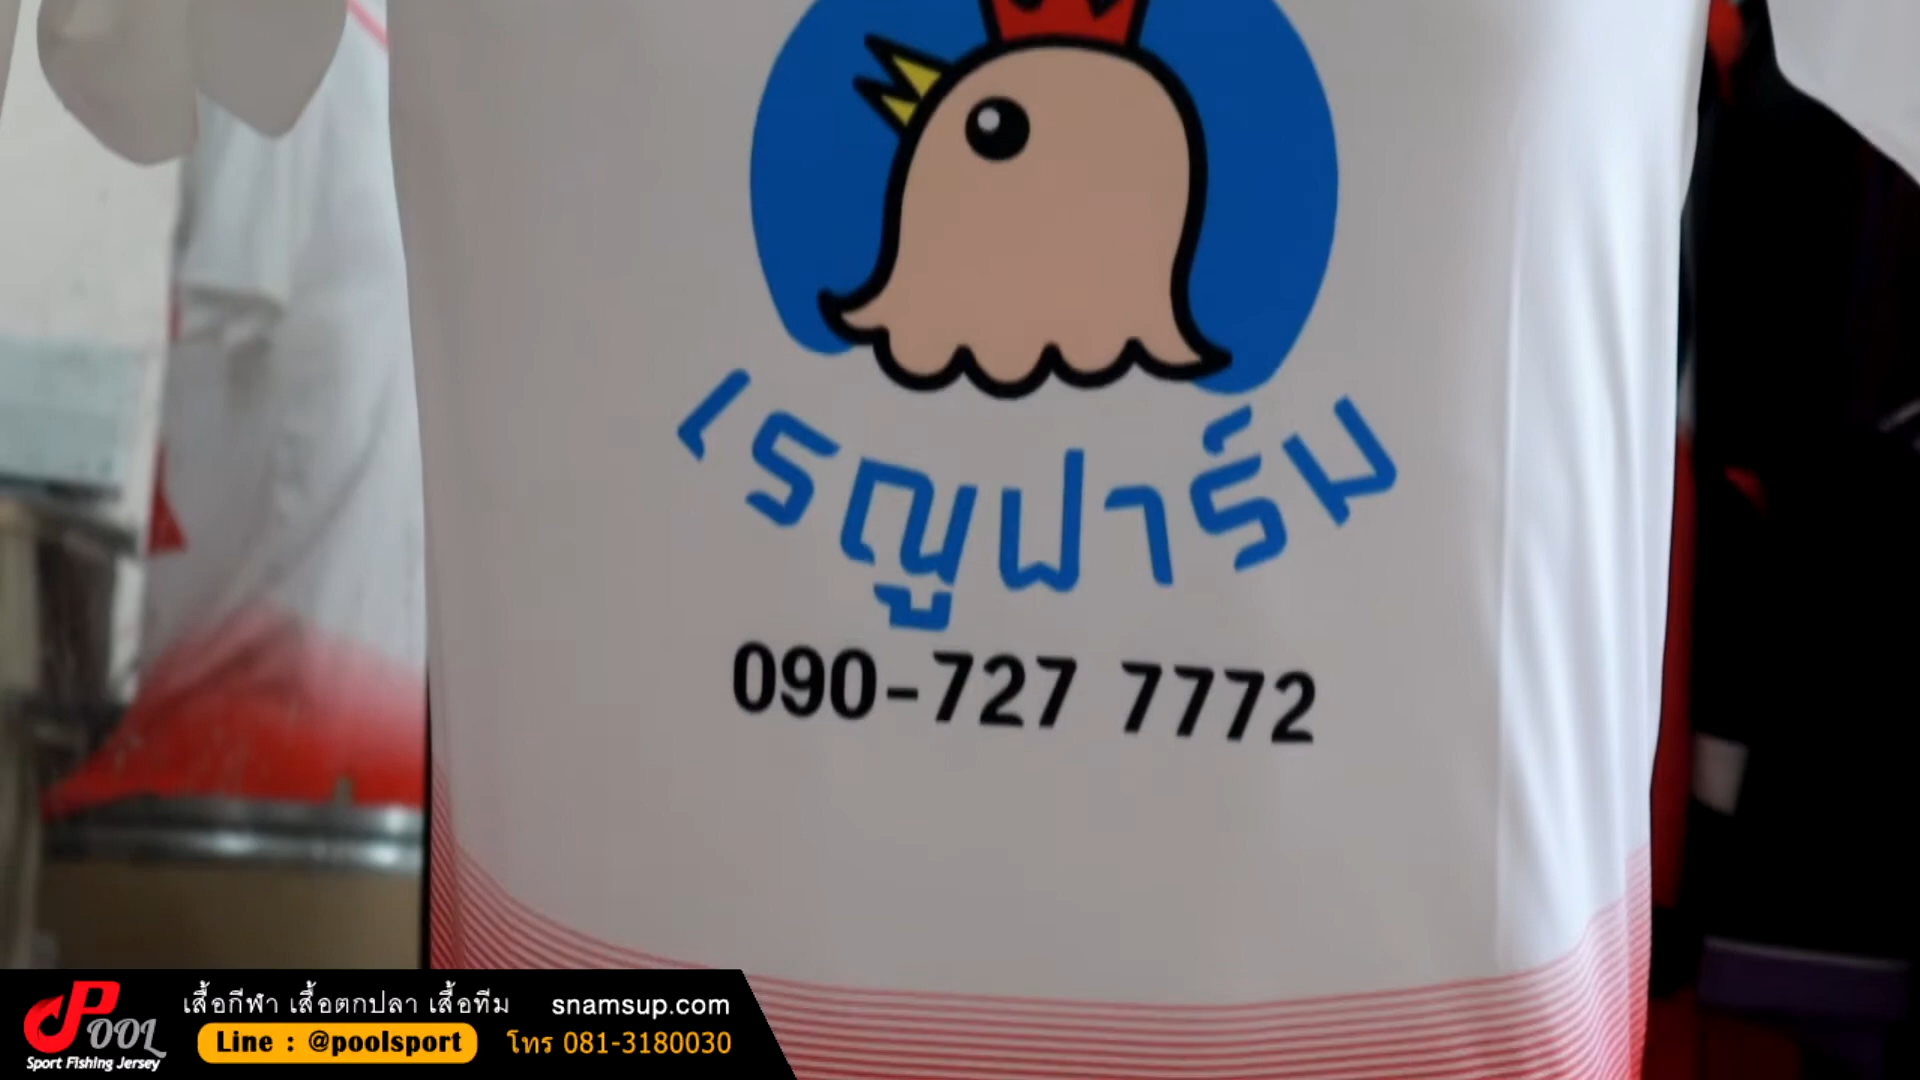 เรณูฟาร์ม
090-727 7772
POOL
Sport Fishing Jersey
เสื้อกีฬา เสื้อตกปลา เสื้อทีม snamsup.com
Line : @poolsport โทร 081-3180030